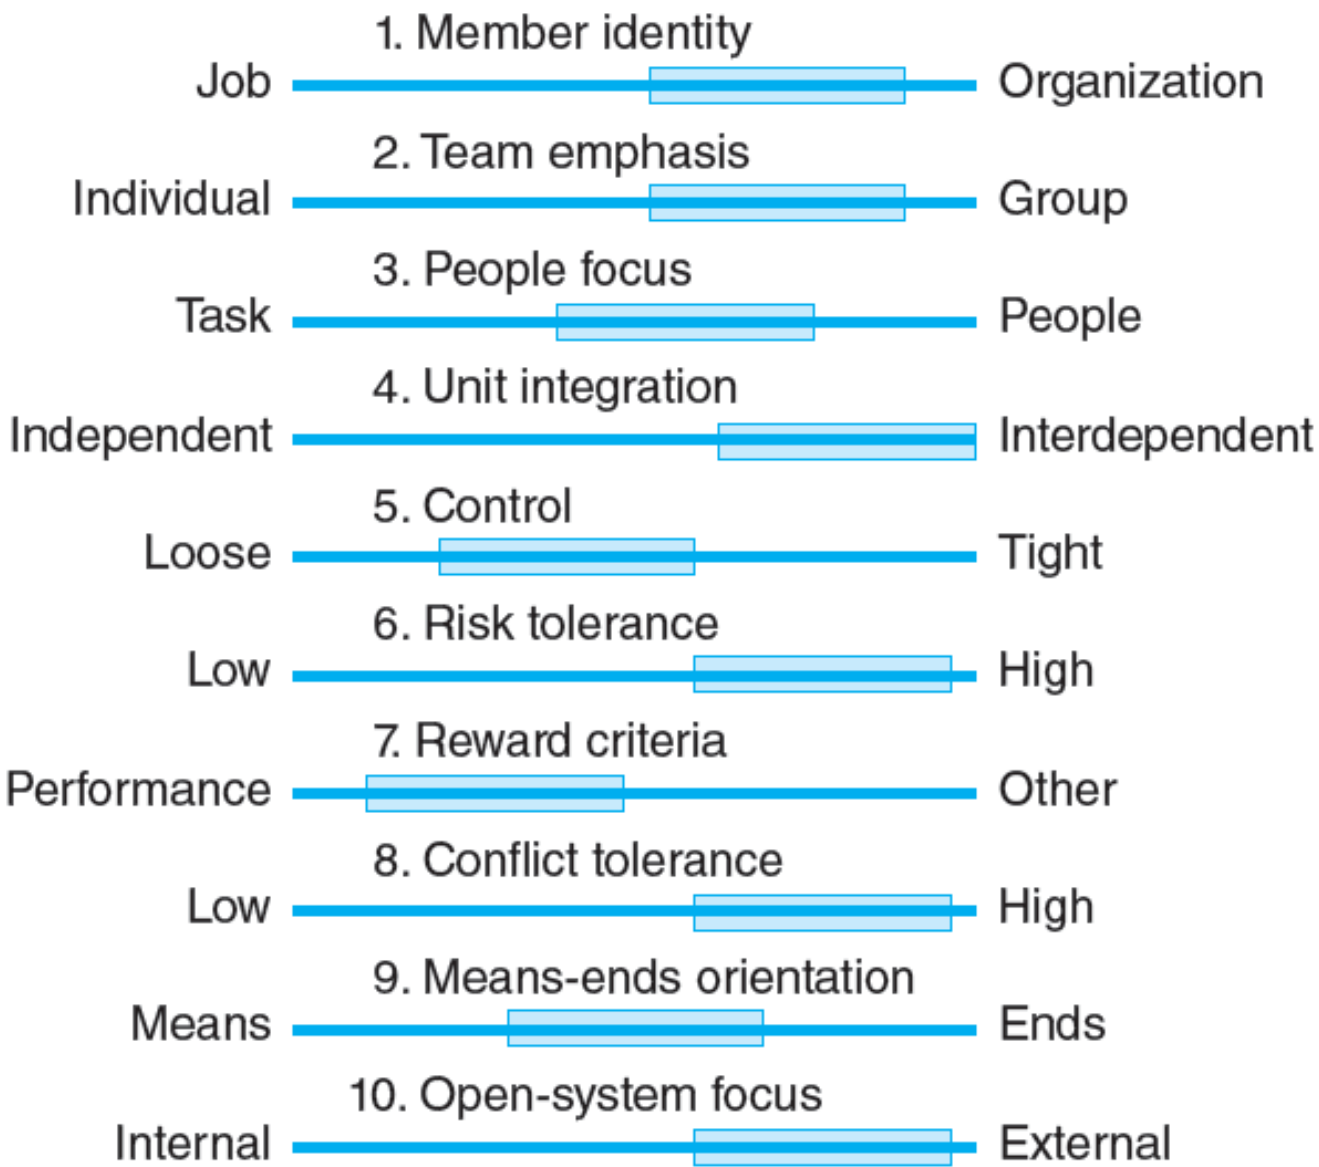 1. Member identity
Job Organization
2. Team emphasis
Individual Group
3. People focus
Task People
4. Unit integration
Independent Interdependent
5. Control
Loose Tight
6. Risk tolerance
Low High
7. Reward criteria
Performance Other
8. Conflict tolerance
Low High
9. Means-ends orientation
Means Ends
10. Open-system focus
Internal External